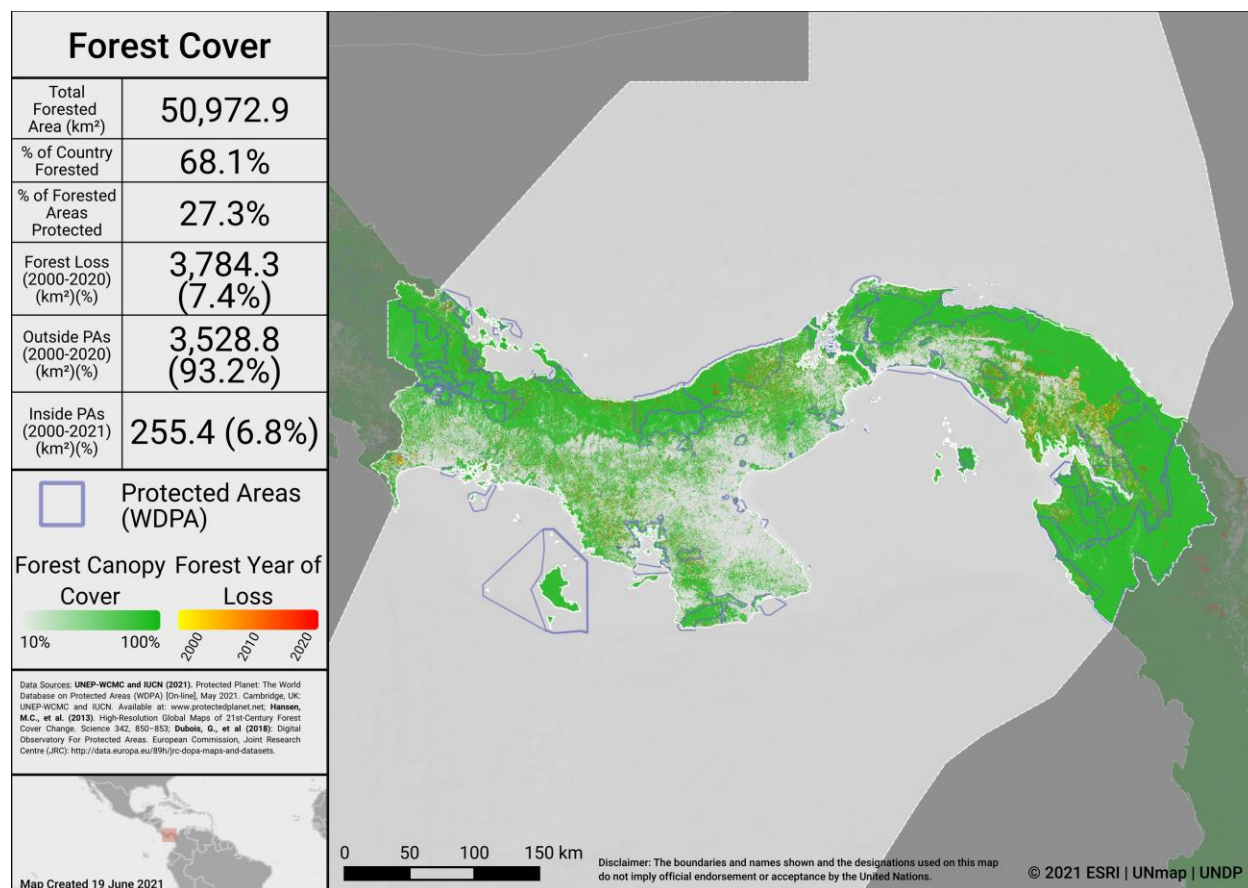 Forest Cover
Total
Forested
Area (km²)
50,972.9
% of Country
Forested
68.1%
% of Forested
Areas
Protected
27.3%
Forest Loss
(2000-2020)
(km²)(%)
3,784.3
(7.4%)
Outside PAs
(2000-2020)
(km²)(%)
3,528.8
(93.2%)
Inside PAs
(2000-2021)
(km²)(%)
255.4 (6.8%)
Protected Areas
(WDPA)
Forest Canopy
Cover
10%
100%
Forest Year of
Loss
2000
2010
2020
Data Sources: UNEP-WCMC and IUCN (2021). Protected Planet: The World
Database on Protected Areas (WDPA) [On-line], May 2021. Cambridge, UK:
UNEP-WCMC and IUCN. Available at: www.protectedplanet.net; Hansen,
M.C., et al. (2013). High-Resolution Global Maps of 21st-Century Forest
Cover Change. Science 342, 850–853; Dubois, G., et al (2018): Digital
Observatory For Protected Areas. European Commission, Joint Research
Centre (JRC): http://data.europa.eu/89h/jrc-dopa-maps-and-datasets.
Map Created 19 June 2021
0
50
100
150 km
Disclaimer: The boundaries and names shown and the designations used on this map
do not imply official endorsement or acceptance by the United Nations.
© 2021 ESRI | UNmap | UNDP